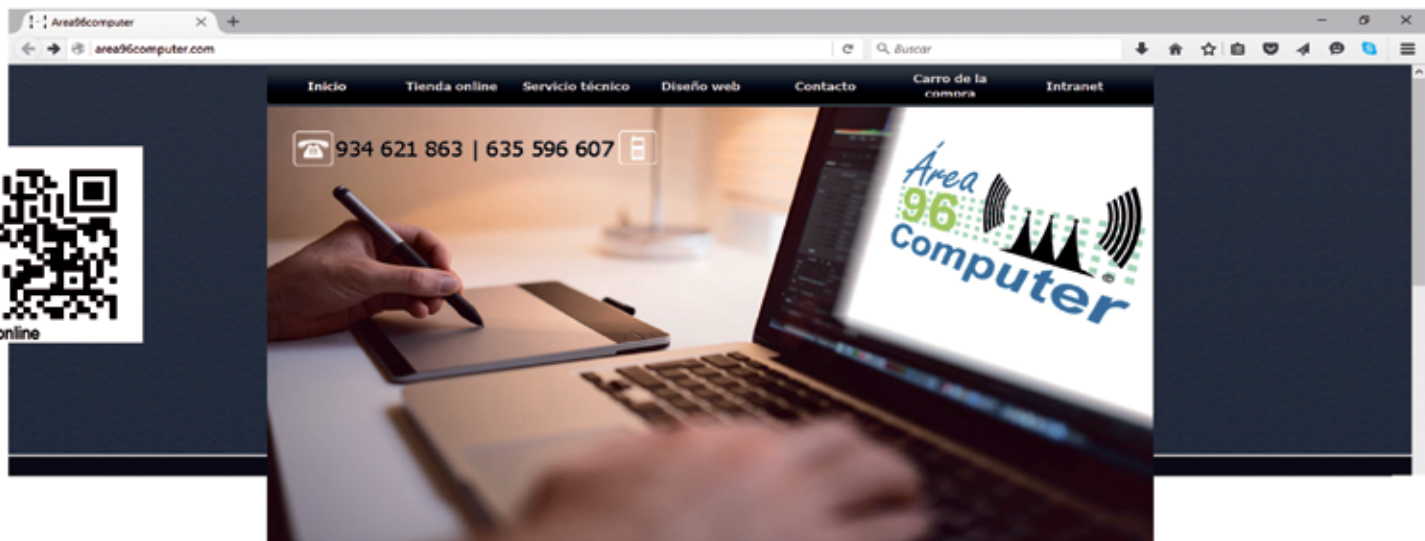 Area96computer
area96computer.com
Buscar
Inicio
Tienda online
Servicio técnico
Diseño web
Contacto
Carro de la
compra
Intranet
934 621 863 | 635 596 607
Área
96
Computer
online